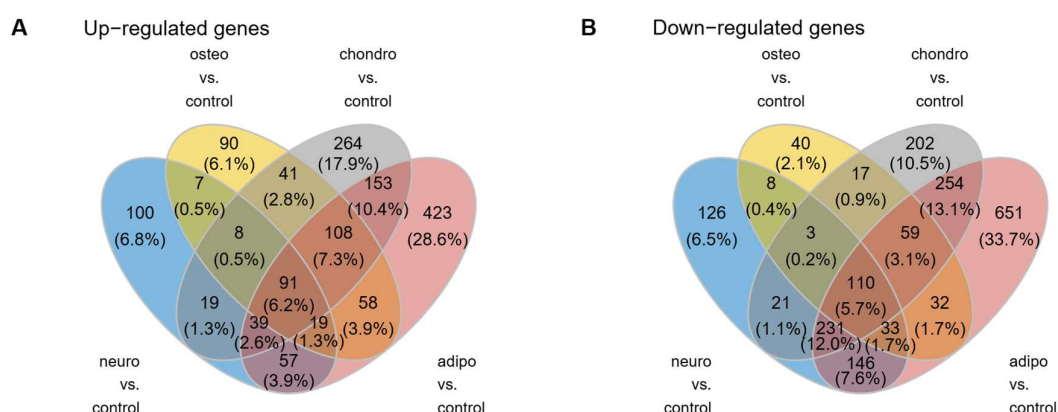 A
Up-regulated genes
osteo
vs.
control
chondro
vs.
control
90
(6.1%)
264
(17.9%)
7
(0.5%)
41
(2.8%)
153
(10.4%)
100
(6.8%)
423
(28.6%)
8
(0.5%)
108
(7.3%)
91
(6.2%)
19
(1.3%)
58
(3.9%)
39
(2.6%)
19
(1.3%)
57
(3.9%)
neuro
vs.
control
adipo
vs.
control
B
Down-regulated genes
osteo
vs.
control
chondro
vs.
control
40
(2.1%)
202
(10.5%)
8
(0.4%)
17
(0.9%)
254
(13.1%)
126
(6.5%)
651
(33.7%)
3
(0.2%)
59
(3.1%)
110
(5.7%)
21
(1.1%)
32
(1.7%)
231
(12.0%)
33
(1.7%)
146
(7.6%)
neuro
vs.
control
adipo
vs.
control